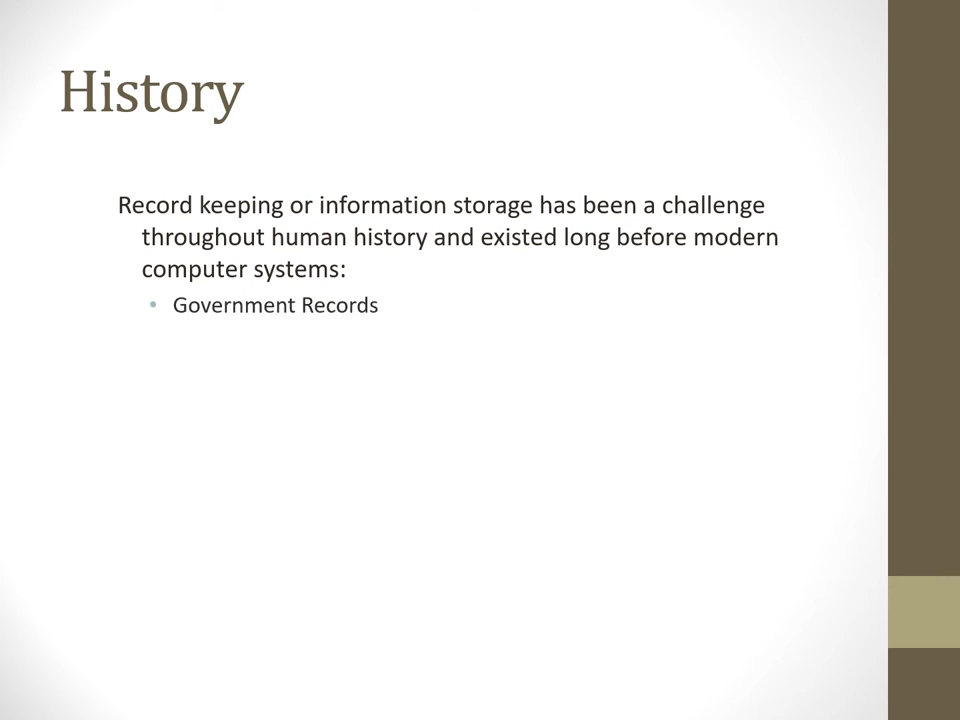 History
Record keeping or information storage has been a challenge
throughout human history and existed long before modern
computer systems:
• Government Records